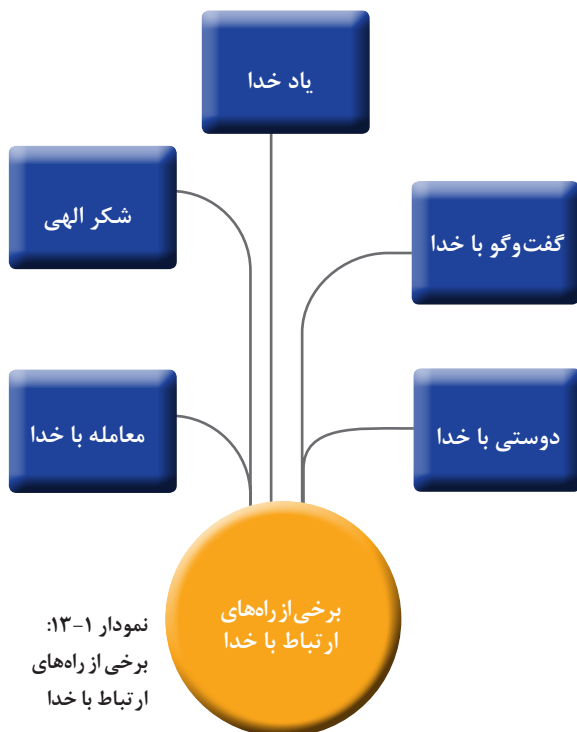 یاد خدا
شکر الهی
گفت‌وگو با خدا
معامله با خدا
دوستی با خدا
برخی از راه‌های
ارتباط با خدا
نمودار ۱-۱۳:
برخی از راه‌های
ارتباط با خدا